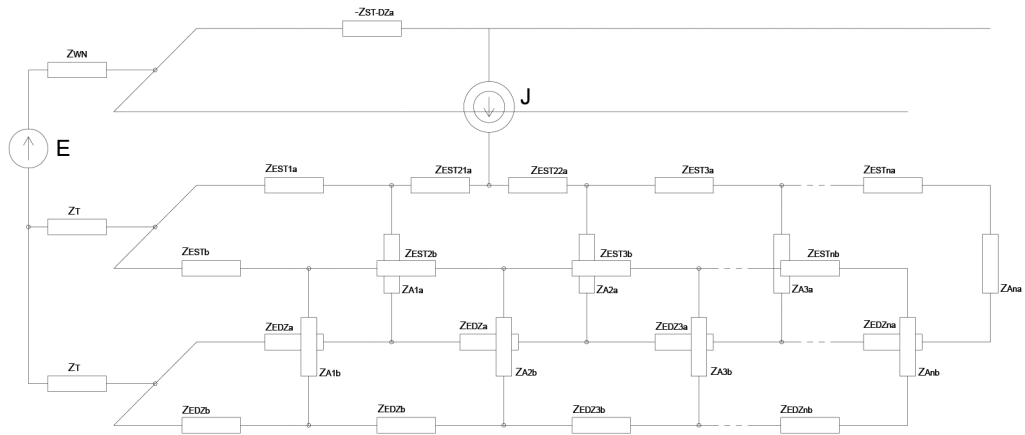 -ZST-DZa
ZWN
J
E
ZEST1a
ZEST21a
ZEST22a
ZEST3a
ZESTna
ZT
ZESTb
ZEST2b
ZEST3b
ZESTnb
ZA1a
ZA2a
ZA3a
ZAna
ZEDZa
ZEDZa
ZEDZ3a
ZEDZna
ZT
ZA1b
ZA2b
ZA3b
ZAnb
ZEDZb
ZEDZb
ZEDZ3b
ZEDZnb